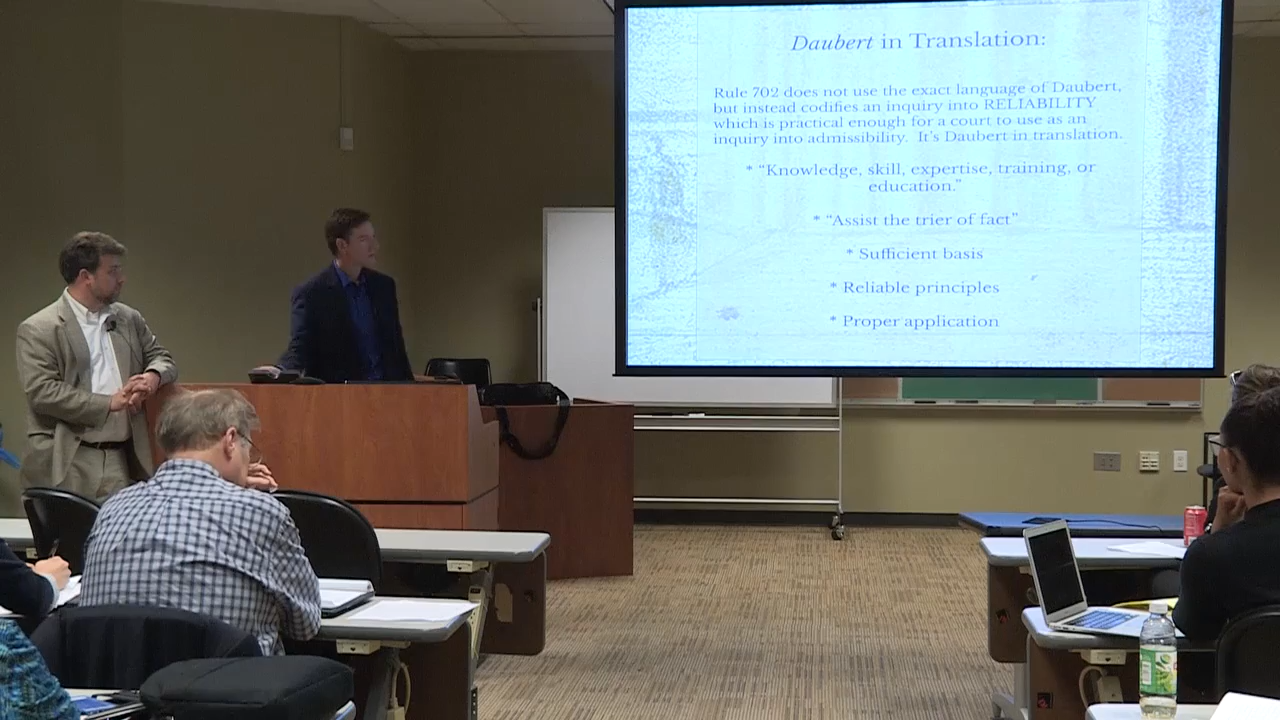 Daubert in Translation:
Rule 702 does not use the exact language of Daubert,
but instead codifies an inquiry into RELIABILITY
which is practical enough for a court to use as an
inquiry into admissibility. It's Daubert in translation.
* “Knowledge, skill, expertise, training, or
education.”
* “Assist the trier of fact”
* Sufficient basis
* Reliable principles
* Proper application